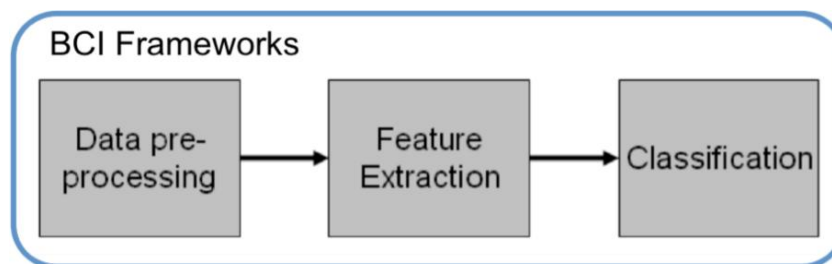 BCI Frameworks
Data pre-
processing
Feature
Extraction
Classification